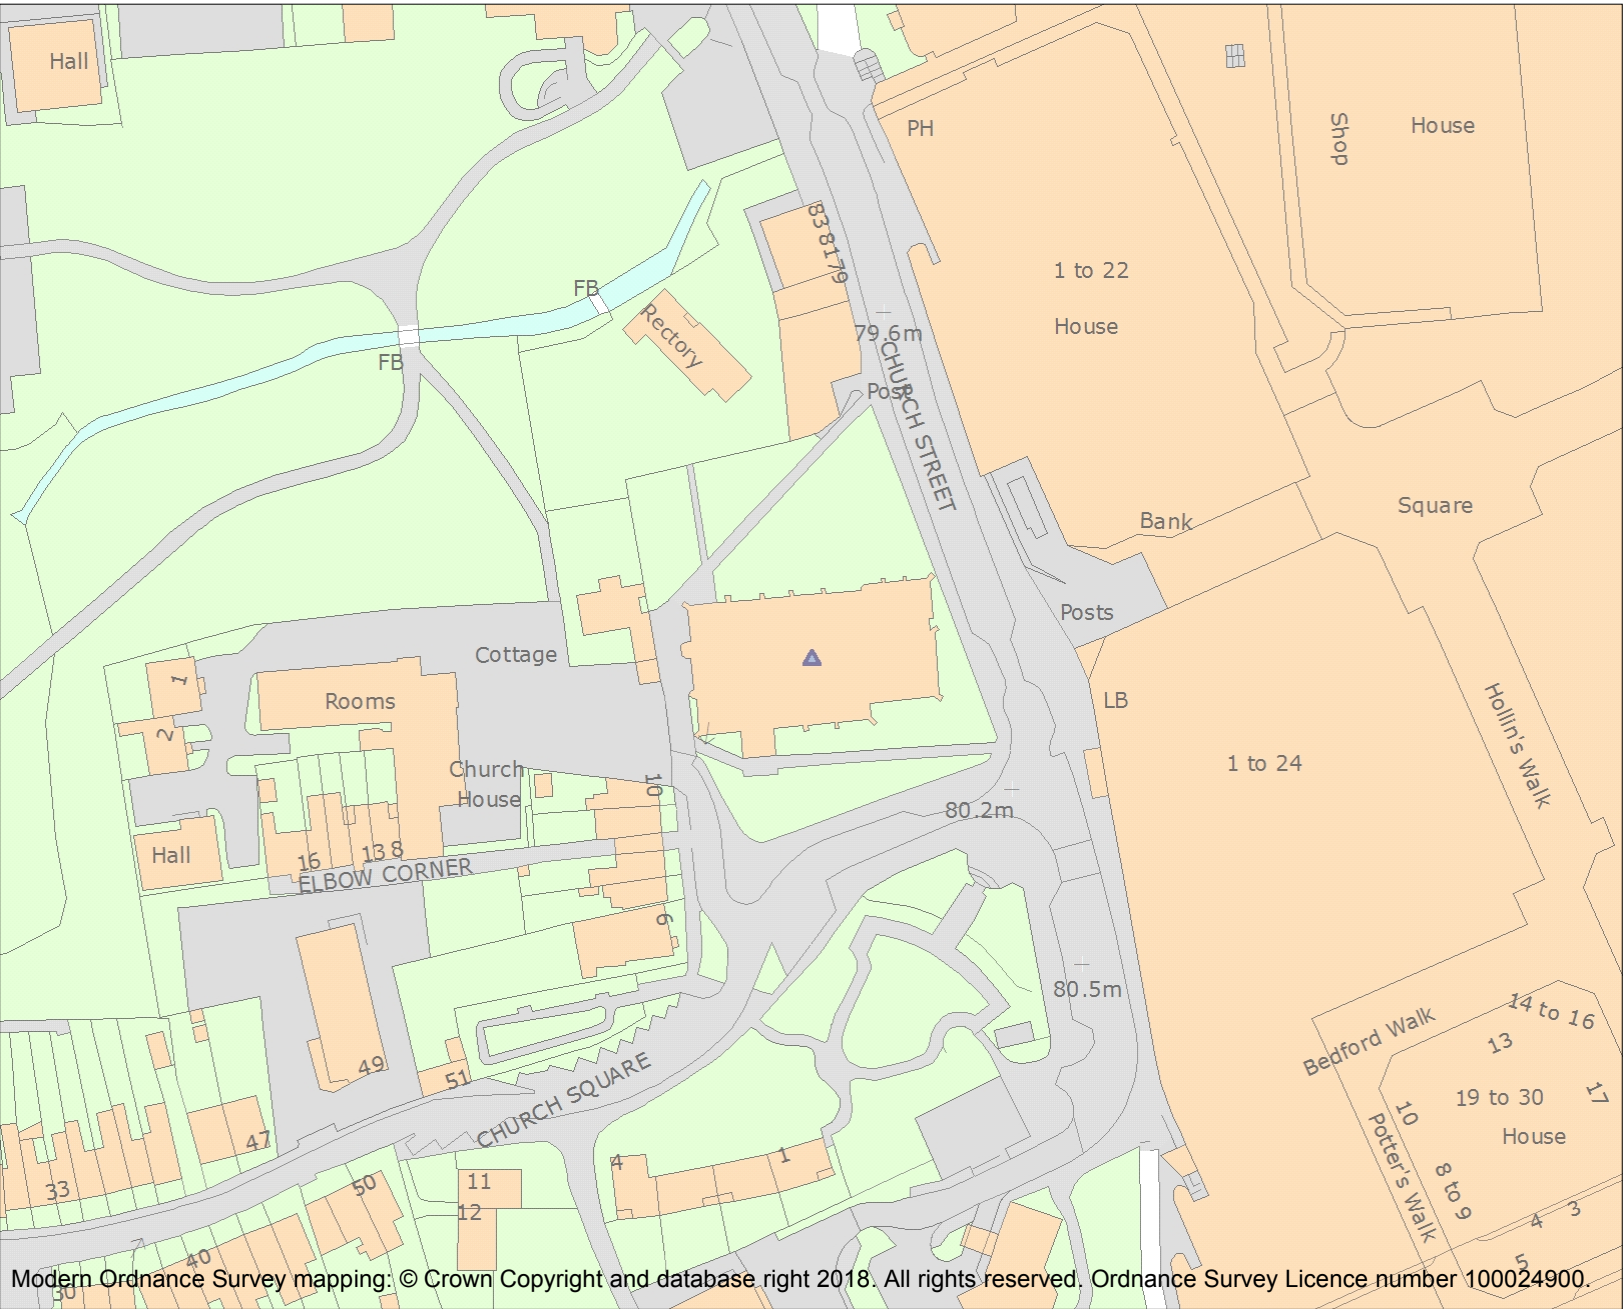 Hall
PH
Shop
House
83 81 79
1 to 22
FB
Rectory
House
79.6m
FB
Post
CHURCH STREET
Square
Bank
Posts
Cottage
1
Rooms
LB
2
Hollin's Walk
1 to 24
Church
House
10
80.2m
Hall
16
13
8
ELBOW CORNER
6
80.5m
14 to 16
Bedford Walk
13
49
51
CHURCH SQUARE
19 to 30
House
17
10
Potter's Walk
47
4
1
33
50
11
12
8 to 9
4
3
40
5
30
Modern Ordnance Survey mapping: © Crown Copyright and database right 2018. All rights reserved. Ordnance Survey Licence number 100024900.